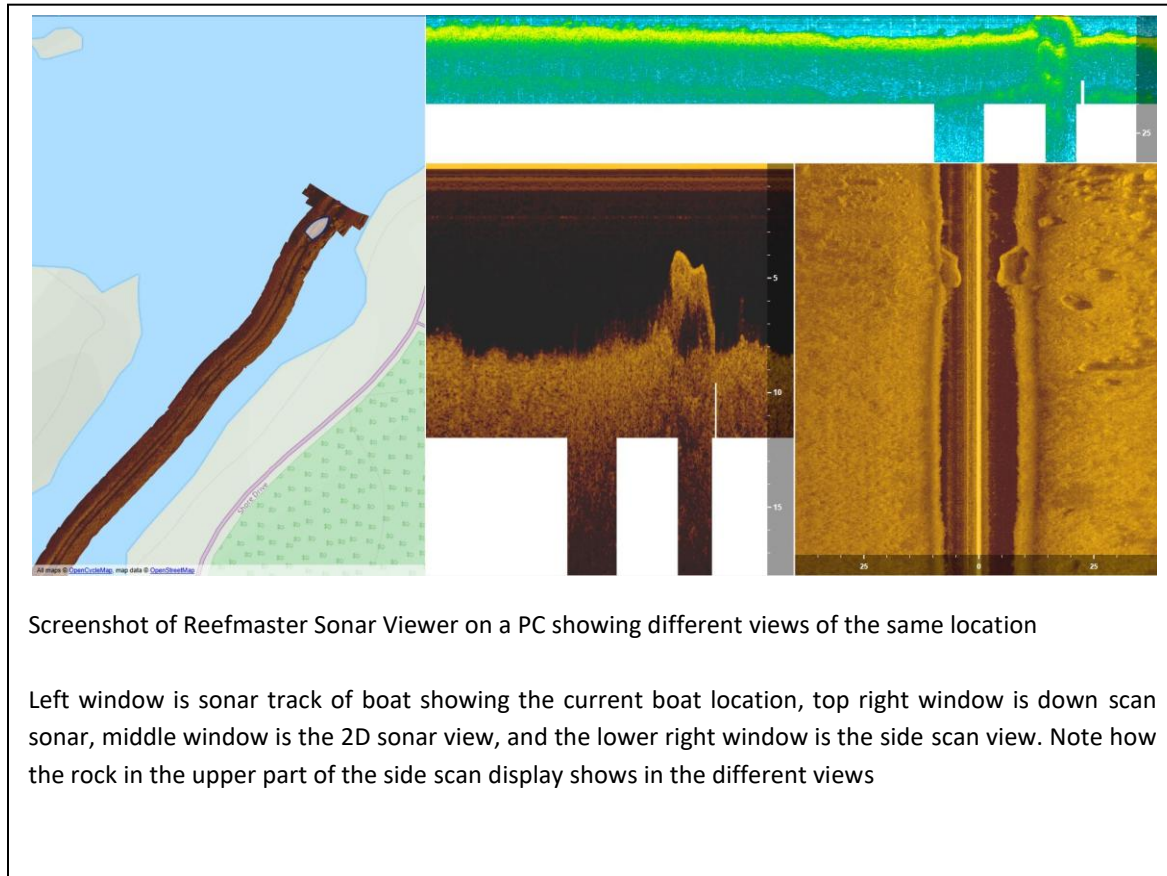 Shore Drive
All maps © OpenCycleMap, map data © OpenStreetMap
25
5
10
15
25
0
25
Screenshot of Reefmaster Sonar Viewer on a PC showing different views of the same location
Left window is sonar track of boat showing the current boat location, top right window is down scan
sonar, middle window is the 2D sonar view, and the lower right window is the side scan view. Note how
the rock in the upper part of the side scan display shows in the different views